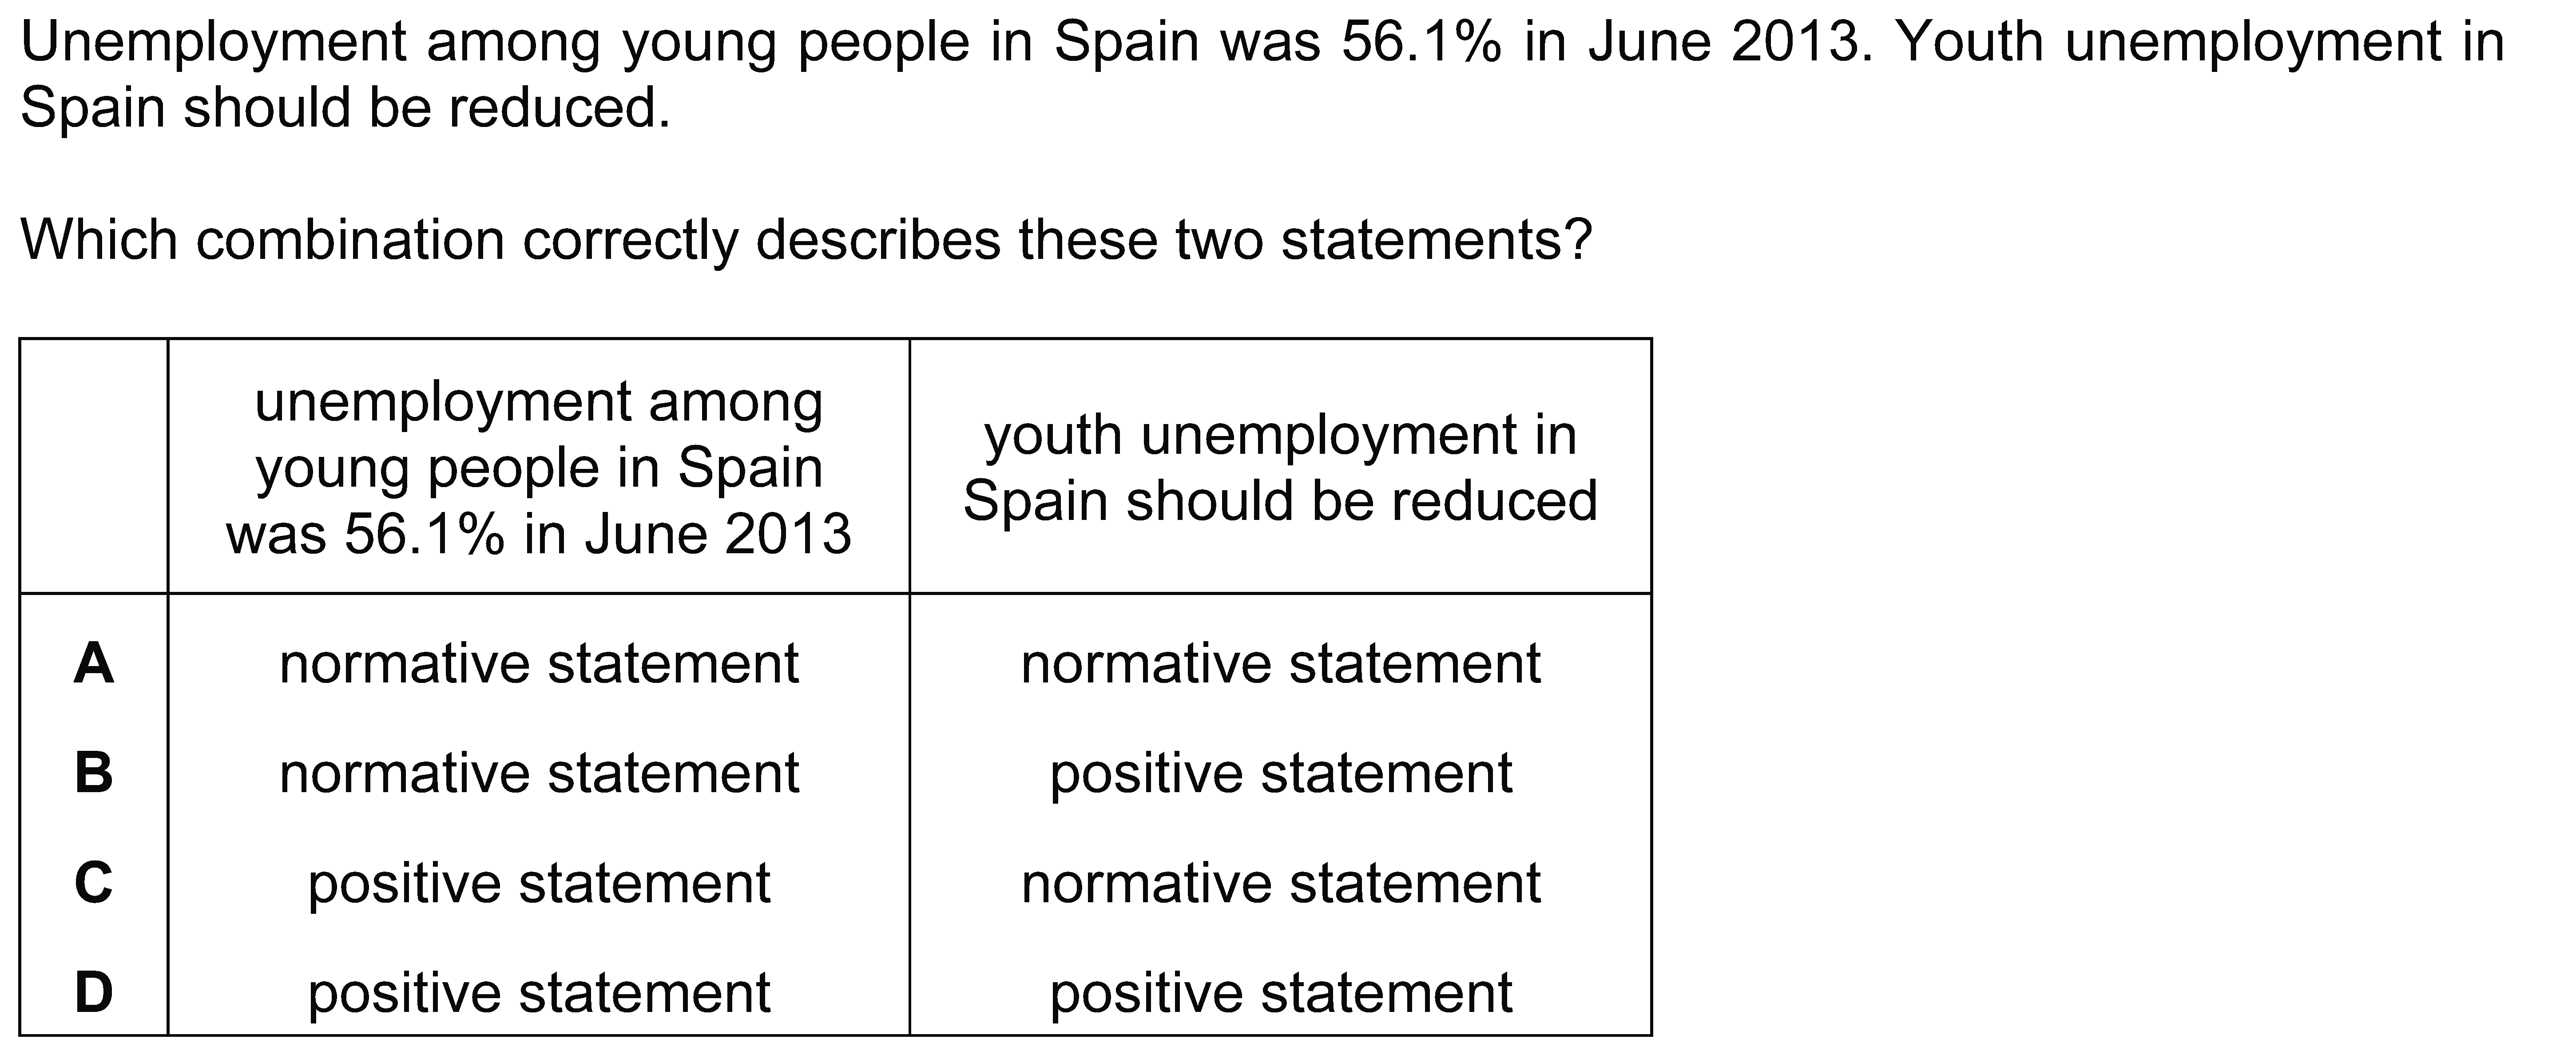 Unemployment among young people in Spain was 56.1% in June 2013. Youth unemployment in
Spain should be reduced.
Which combination correctly describes these two statements?
unemployment among
young people in Spain
was 56.1% in June 2013
youth unemployment in
Spain should be reduced
A normative statement normative statement
B normative statement positive statement
C positive statement normative statement
D positive statement positive statement